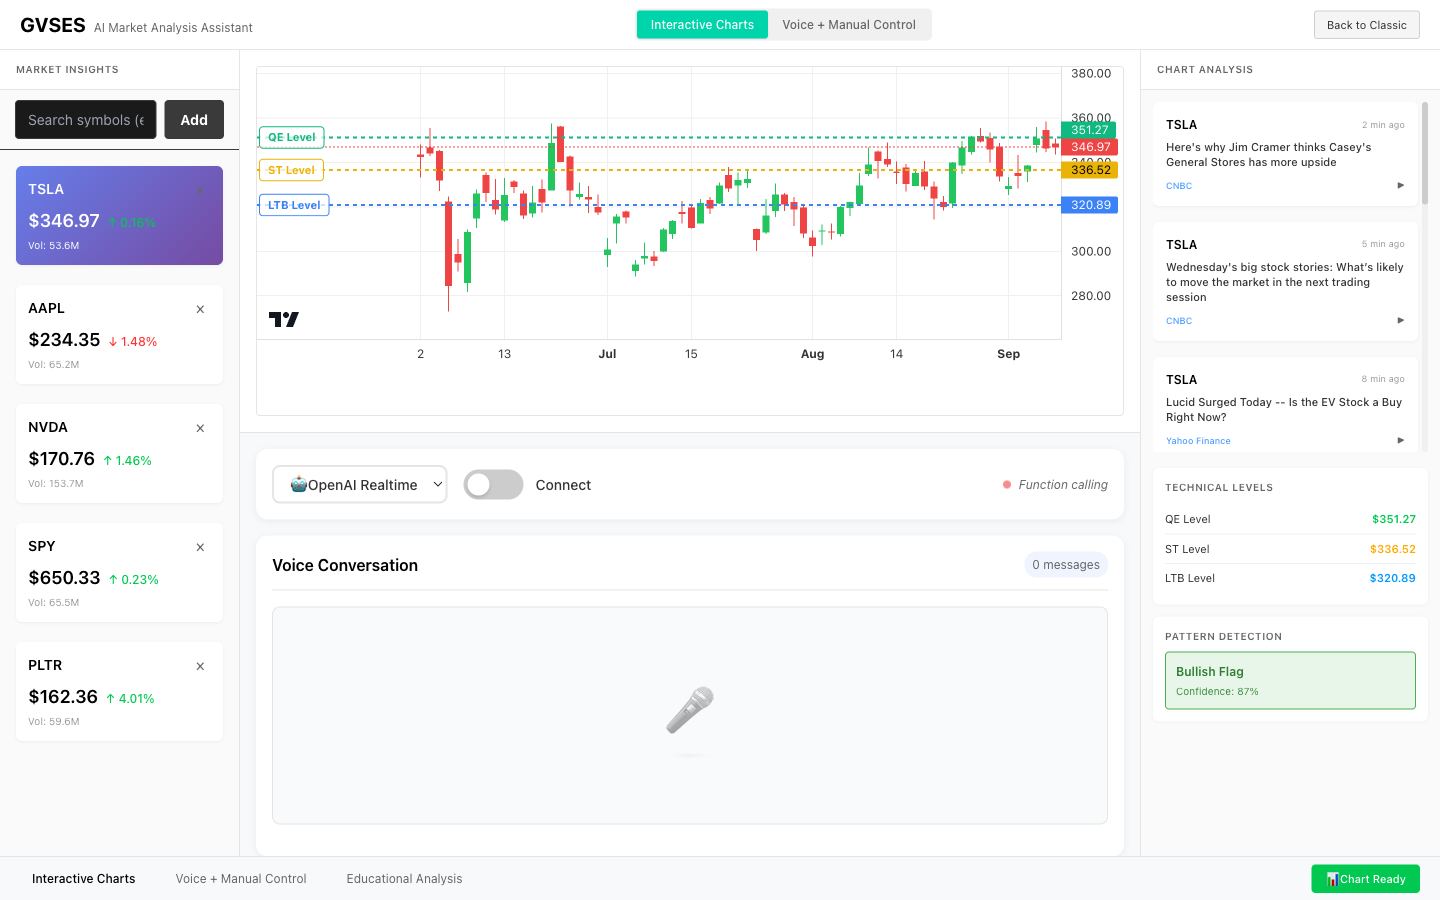 GVSES AI Market Analysis Assistant
Interactive Charts
Voice + Manual Control
Back to Classic
MARKET INSIGHTS
Search symbols (e
Add
TSLA
$346.97 ↑ 0.16%
Vol: 53.6M
AAPL
$234.35 ↓ 1.48%
Vol: 65.2M
NVDA
$170.76 ↑ 1.46%
Vol: 153.7M
SPY
$650.33 ↑ 0.23%
Vol: 65.5M
PLTR
$162.36 ↑ 4.01%
Vol: 59.6M
QE Level
ST Level
LTB Level
380.00
360.00
351.27
346.97
340.00
336.52
320.89
300.00
280.00
2 13 Jul 15 Aug 14 Sep
OpenAI Realtime
Connect
Function calling
Voice Conversation
0 messages
CHART ANALYSIS
TSLA 2 min ago
Here's why Jim Cramer thinks Casey's
General Stores has more upside
CNBC
TSLA 5 min ago
Wednesday's big stock stories: What's likely
to move the market in the next trading
session
CNBC
TSLA 8 min ago
Lucid Surged Today -- Is the EV Stock a Buy
Right Now?
Yahoo Finance
TECHNICAL LEVELS
QE Level $351.27
ST Level $336.52
LTB Level $320.89
PATTERN DETECTION
Bullish Flag
Confidence: 87%
Interactive Charts
Voice + Manual Control
Educational Analysis
Chart Ready